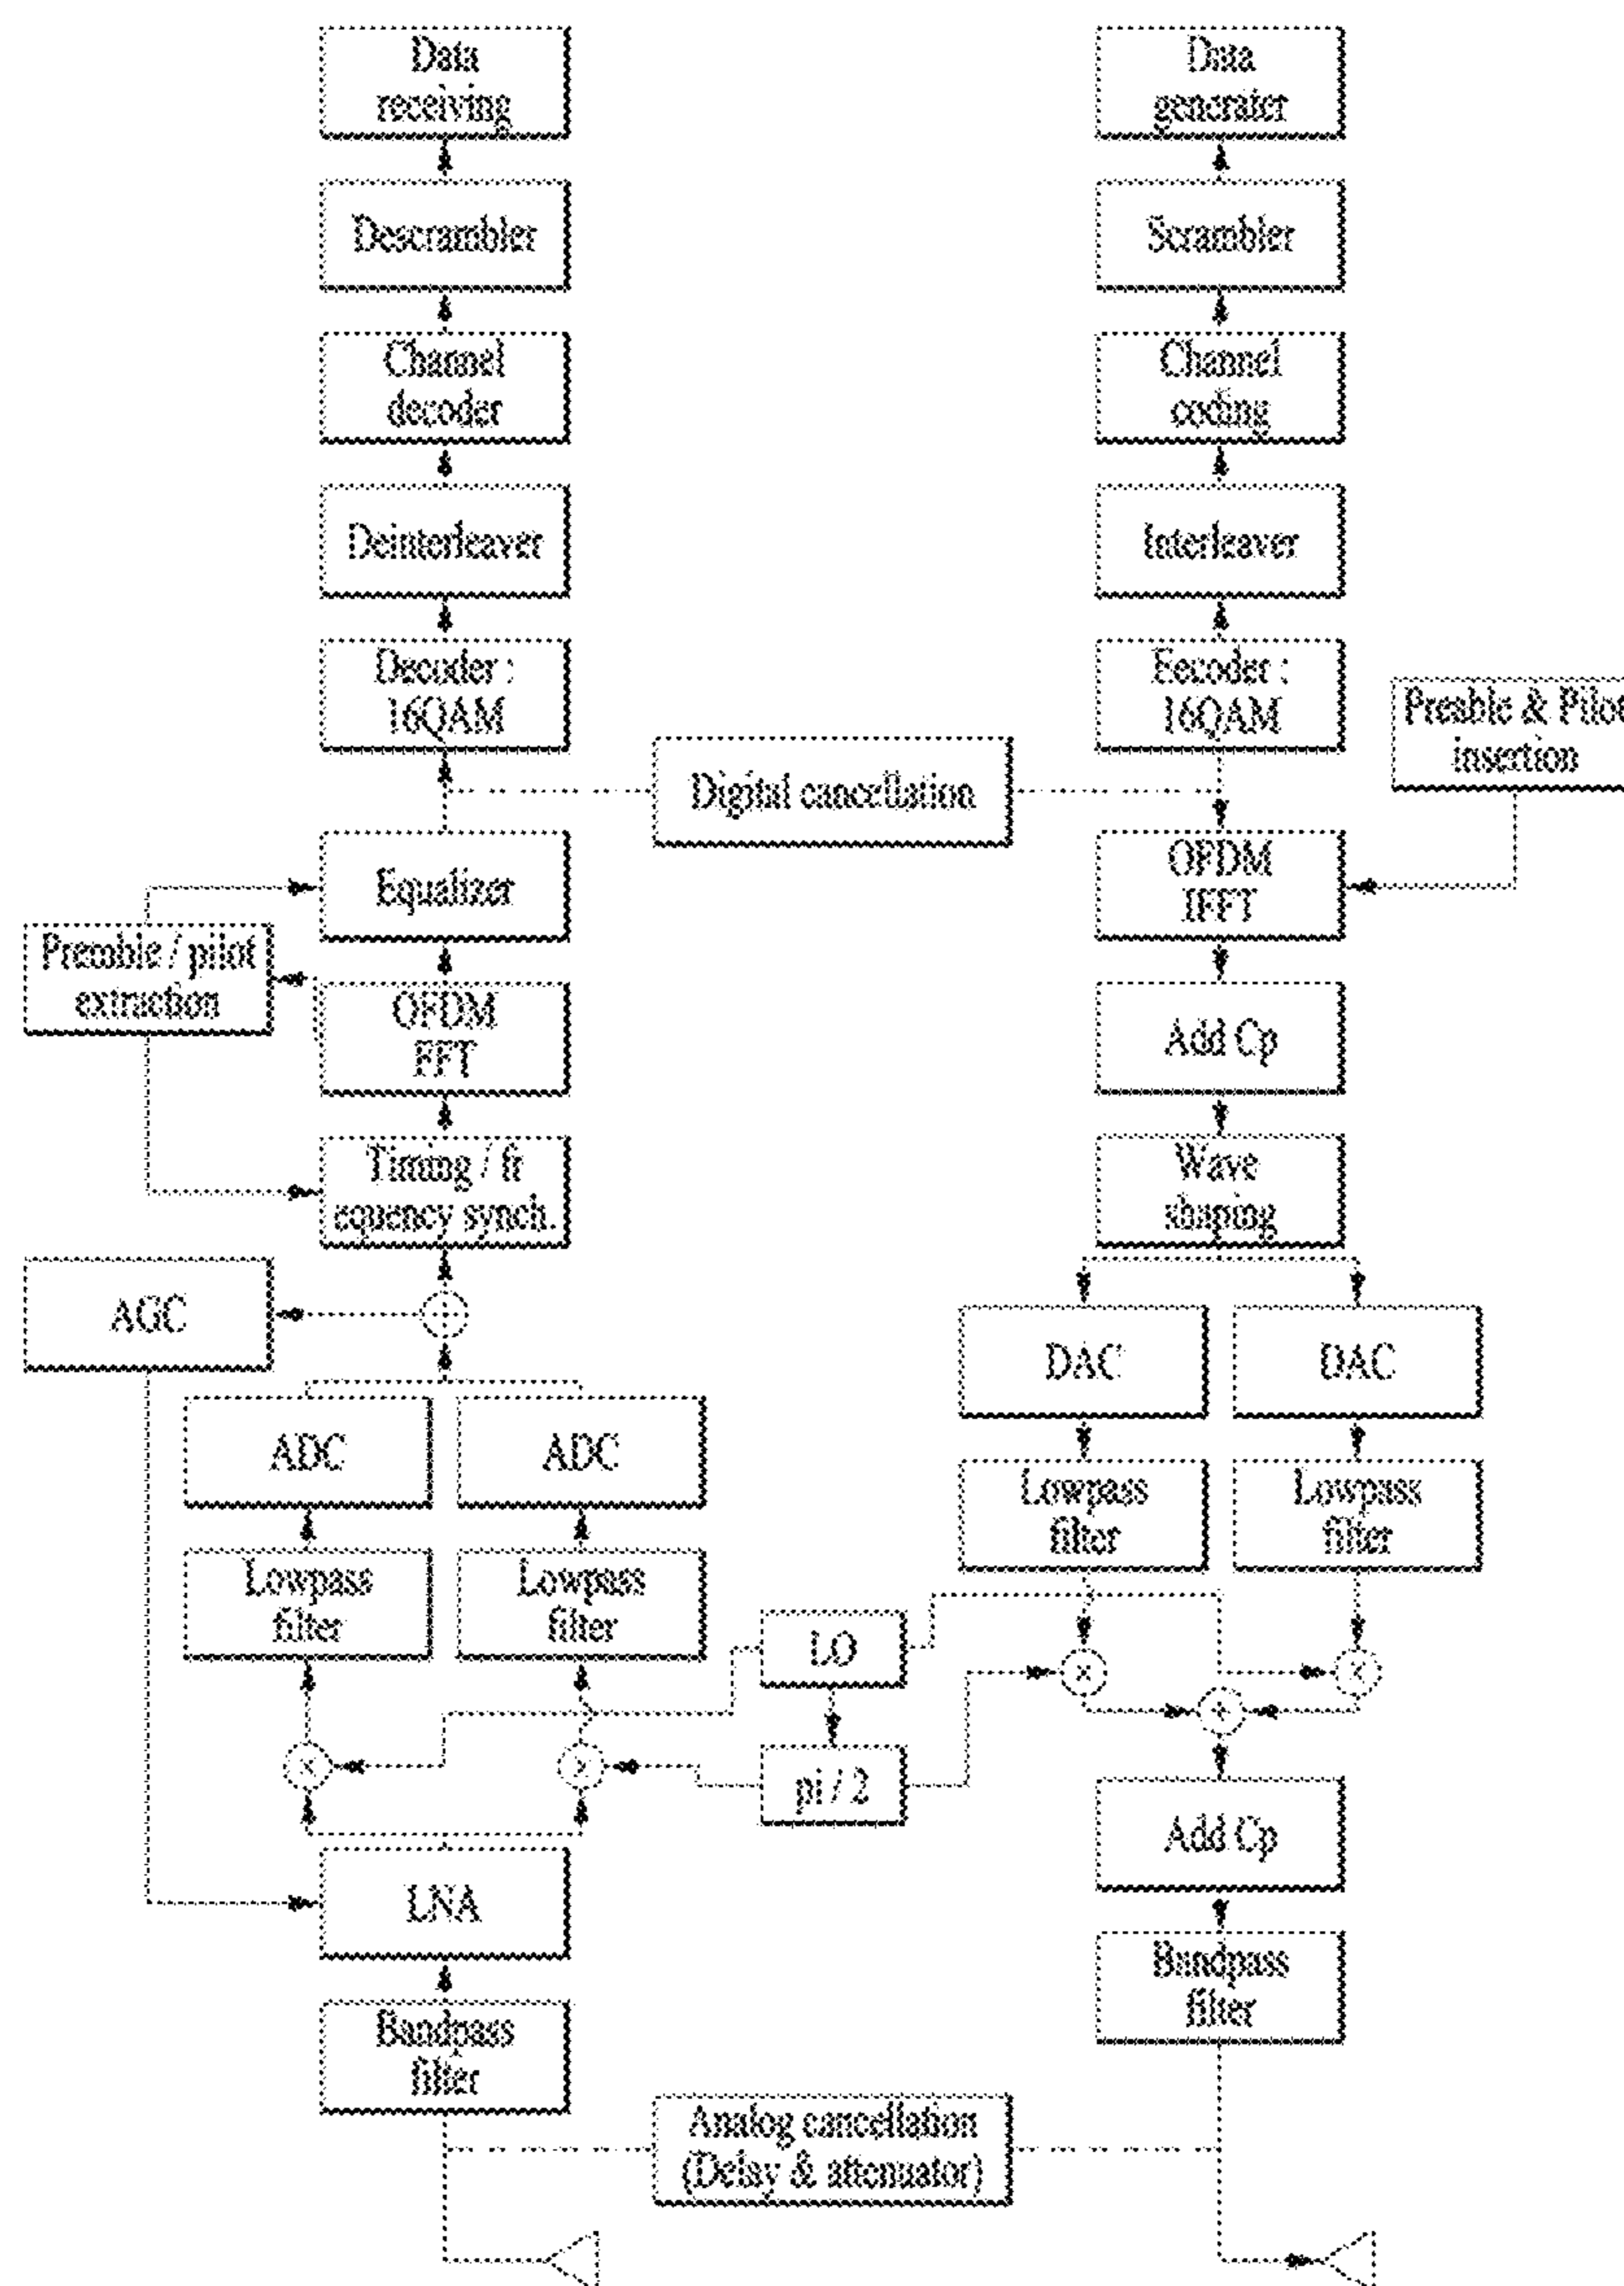 Data
receiving
Descrambler
Channel
decoder
Deinterleaver
Decoder :
16QAM
Equalizer
Premble / pilot
extraction
OFDM
FFT
Timing / fr
equency synch.
AGC
ADC
ADC
Lowpass
filter
Lowpass
filter
LNA
Bandpass
filter
Digital cancellation
LO
pi / 2
Analog cancellation
(Delay & attenuator)
Data
generater
Scrambler
Channel
coding
Interleaver
Eecoder :
16QAM
Preable & Pilot
insertion
OFDM
IFFT
Add Cp
Wave
shaping
DAC
DAC
Lowpass
filter
Lowpass
filter
Add Cp
Bandpass
filter